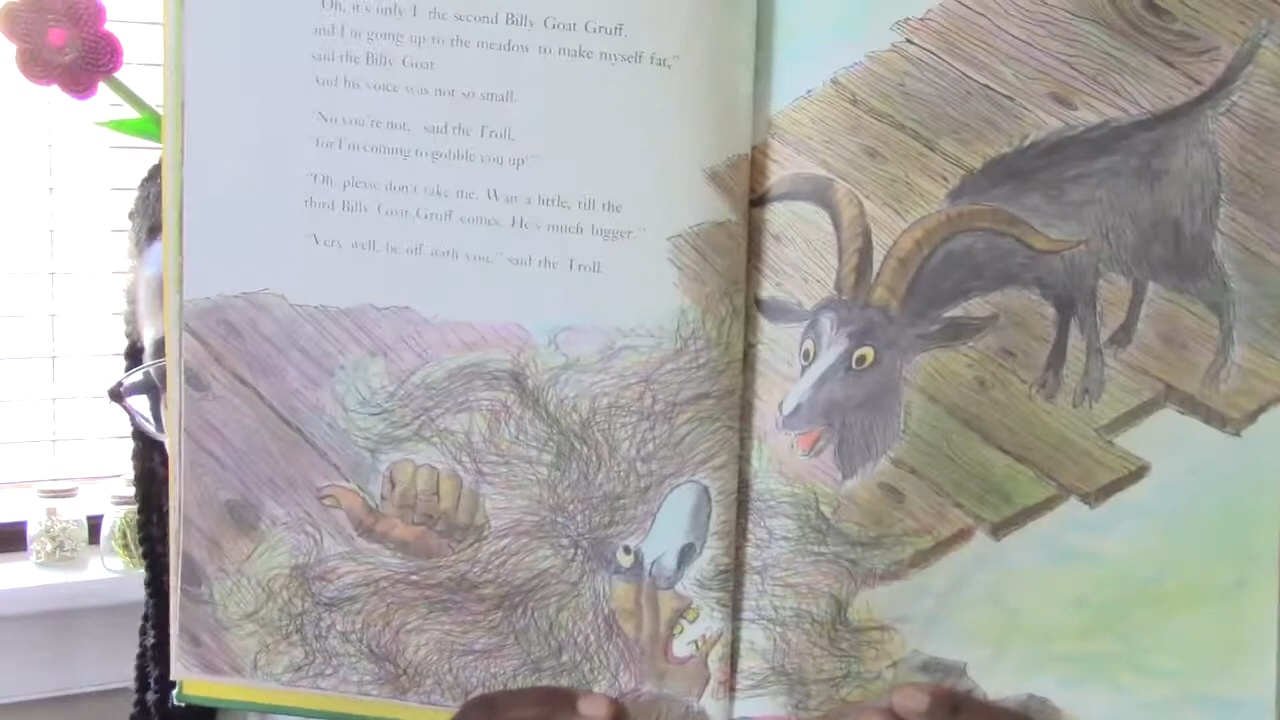 "Oh, it's only I the second Billy Goat Gruff,
and I'm going up to the meadow to make myself fat,"
said the Billy Goat
And his voice was not so small.
"No you're not, said the Troll,
"for I'm coming to gobble you up!"
"Oh, please don't take me. Wait a little, till the
third Billy Goat Gruff comes. He's much bigger."
"Very well, be off with you," said the Troll.